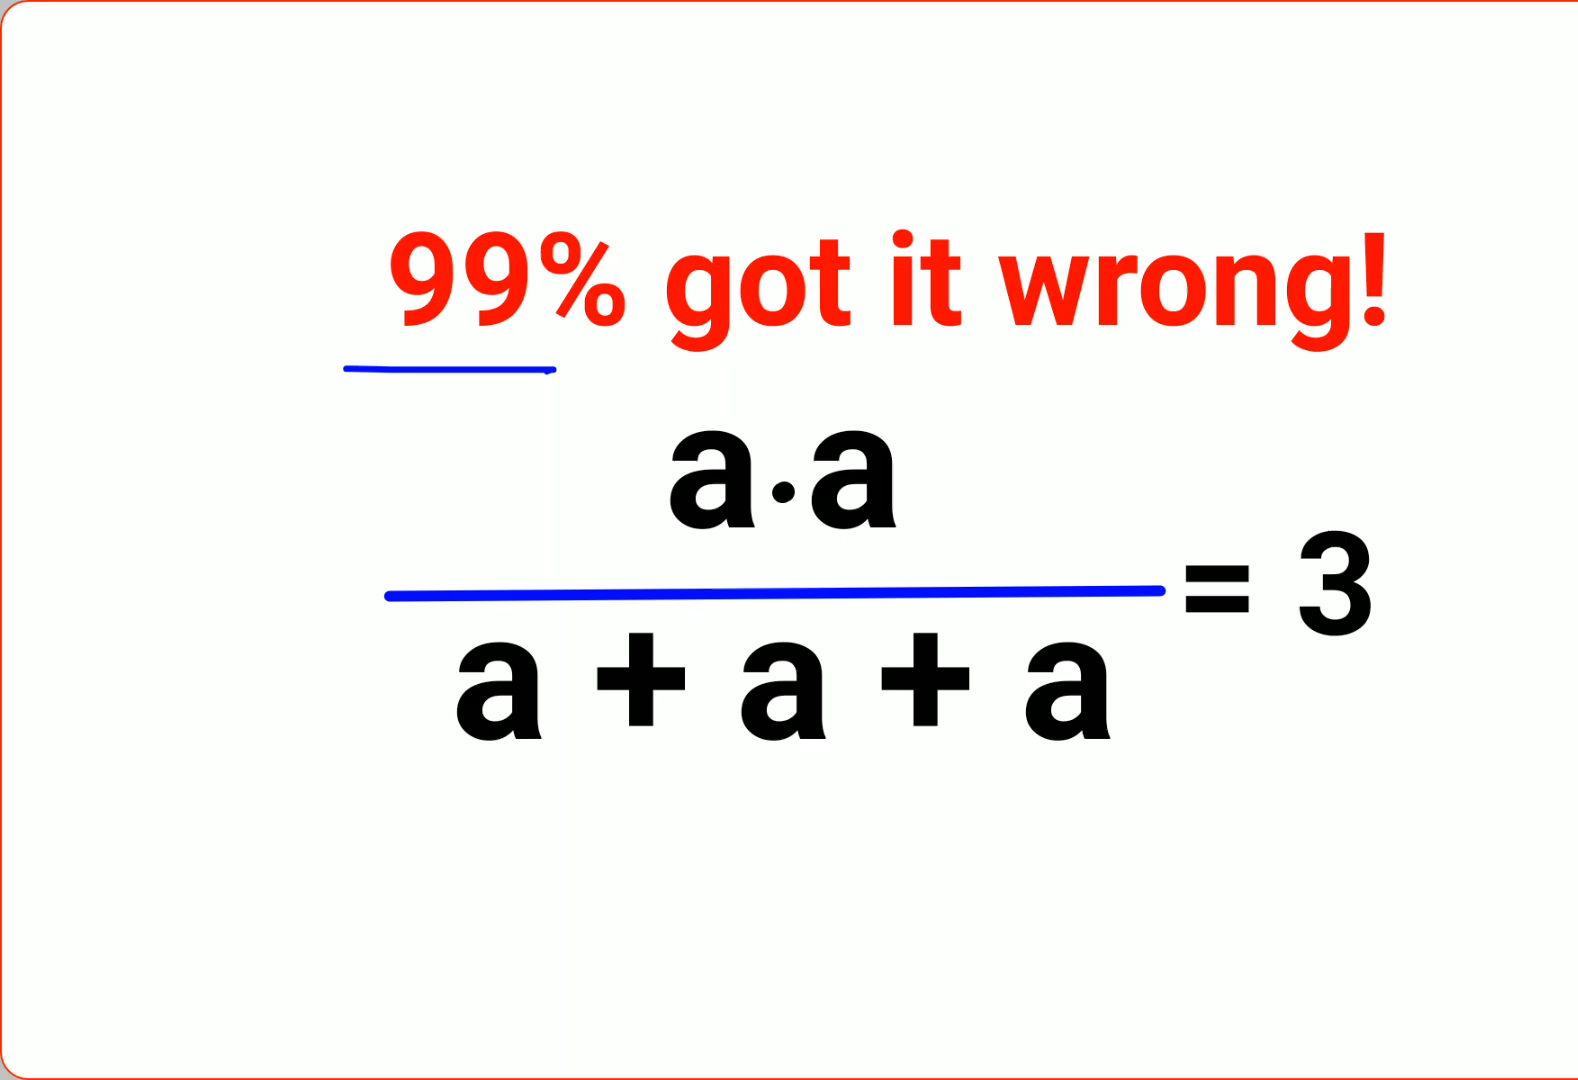 99% got it wrong!
a·a
= 3
a + a + a